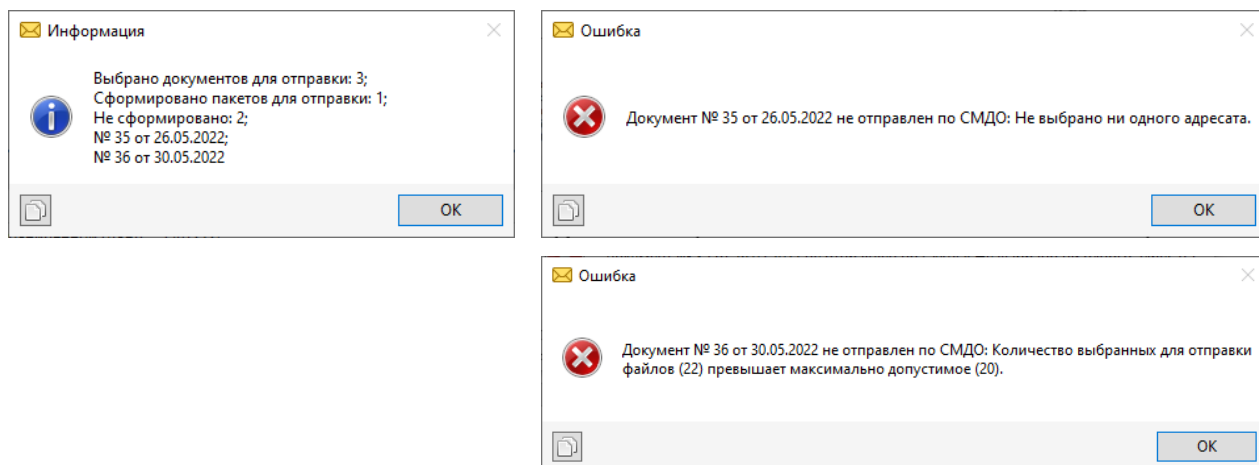 Информация
Выбрано документов для отправки: 3;
Сформировано пакетов для отправки: 1;
Не сформировано: 2;
№ 35 от 26.05.2022;
№ 36 от 30.05.2022
OK
Ошибка
Документ № 35 от 26.05.2022 не отправлен по СМДО: Не выбрано ни одного адресата.
OK
Ошибка
Документ № 36 от 30.05.2022 не отправлен по СМДО: Количество выбранных для отправки
файлов (22) превышает максимально допустимое (20).
OK